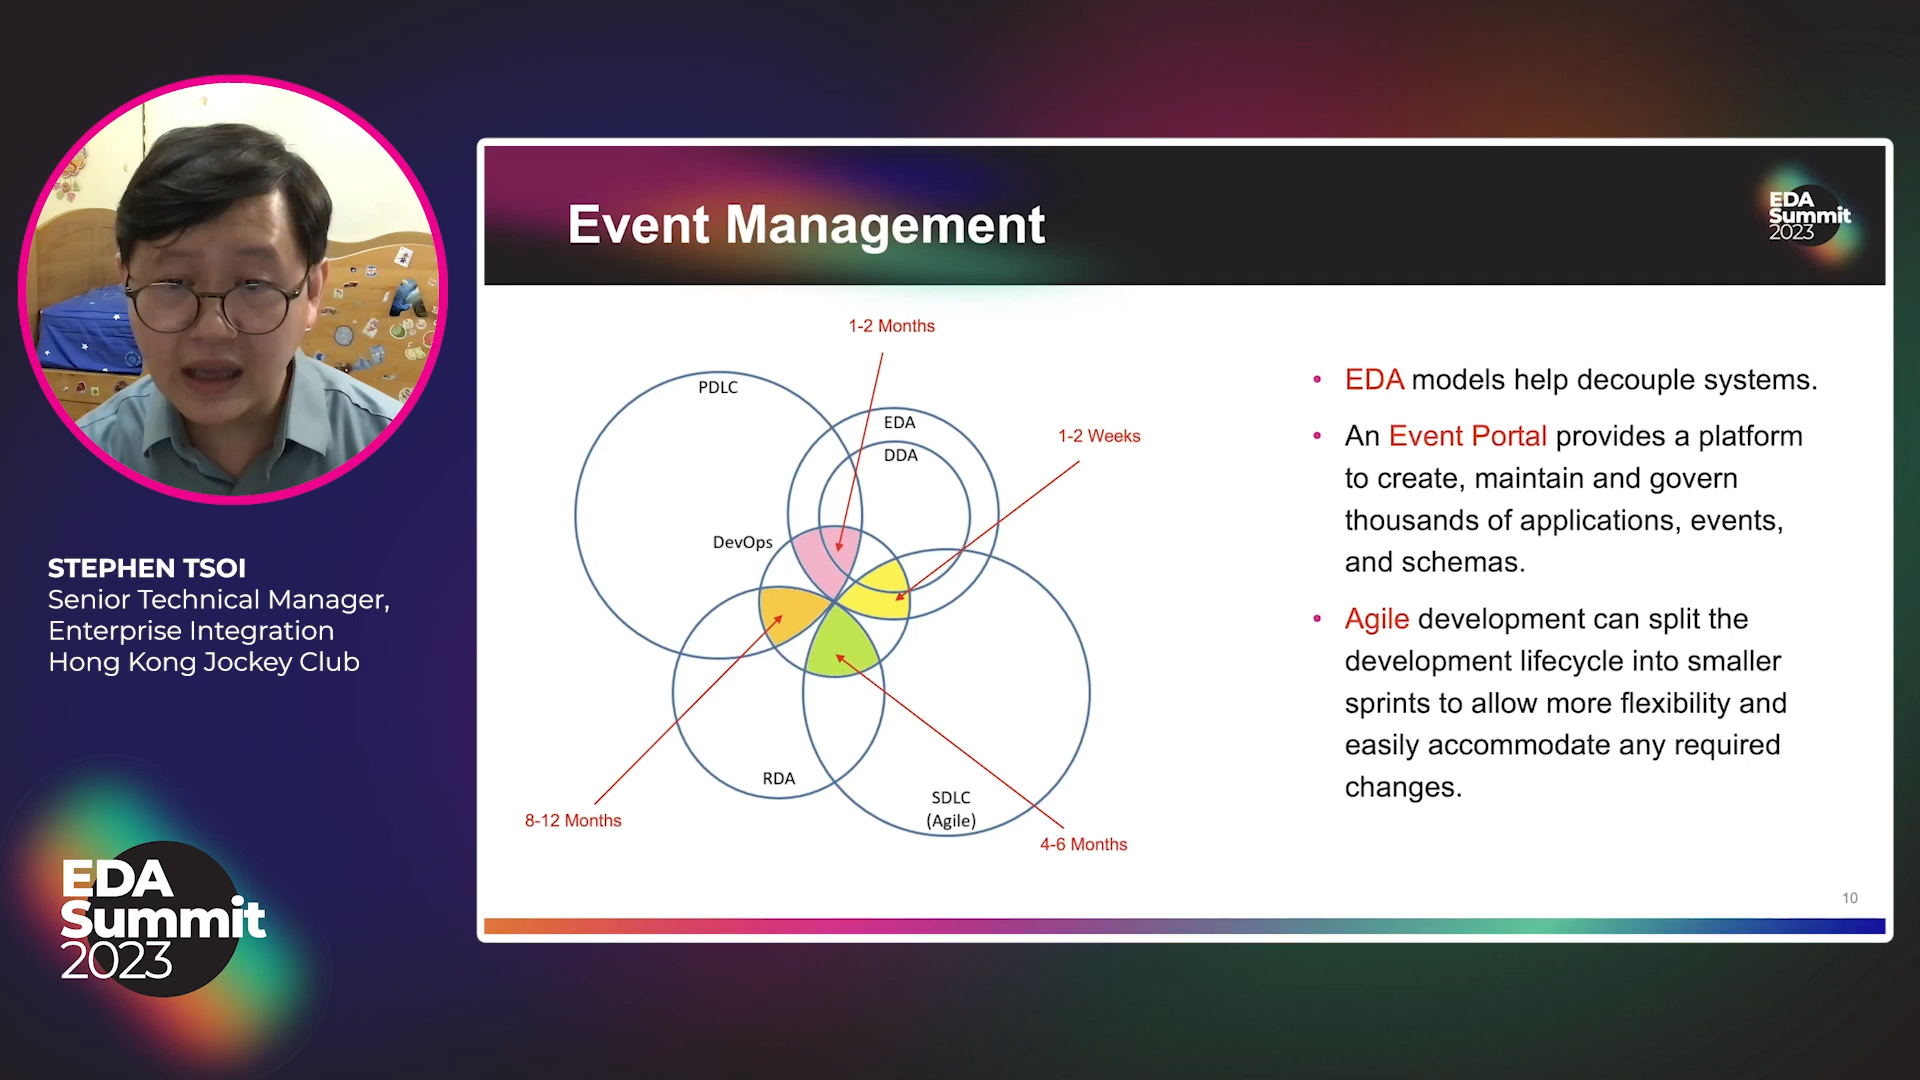 STEPHEN TSOI
Senior Technical Manager,
Enterprise Integration
Hong Kong Jockey Club
EDA
Summit
2023
Event Management
EDA
Summit
2023
1-2 Months
PDLC
EDA
1-2 Weeks
DDA
DevOps
RDA
SDLC
(Agile)
8-12 Months
4-6 Months
• EDA models help decouple systems.
• An Event Portal provides a platform
to create, maintain and govern
thousands of applications, events,
and schemas.
• Agile development can split the
development lifecycle into smaller
sprints to allow more flexibility and
easily accommodate any required
changes.
10